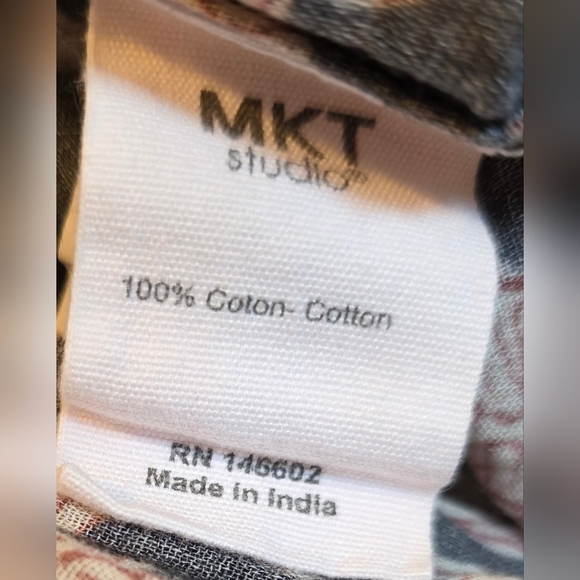 MKT
studio®
100% Coton- Cotton
RN 146602
Made in India